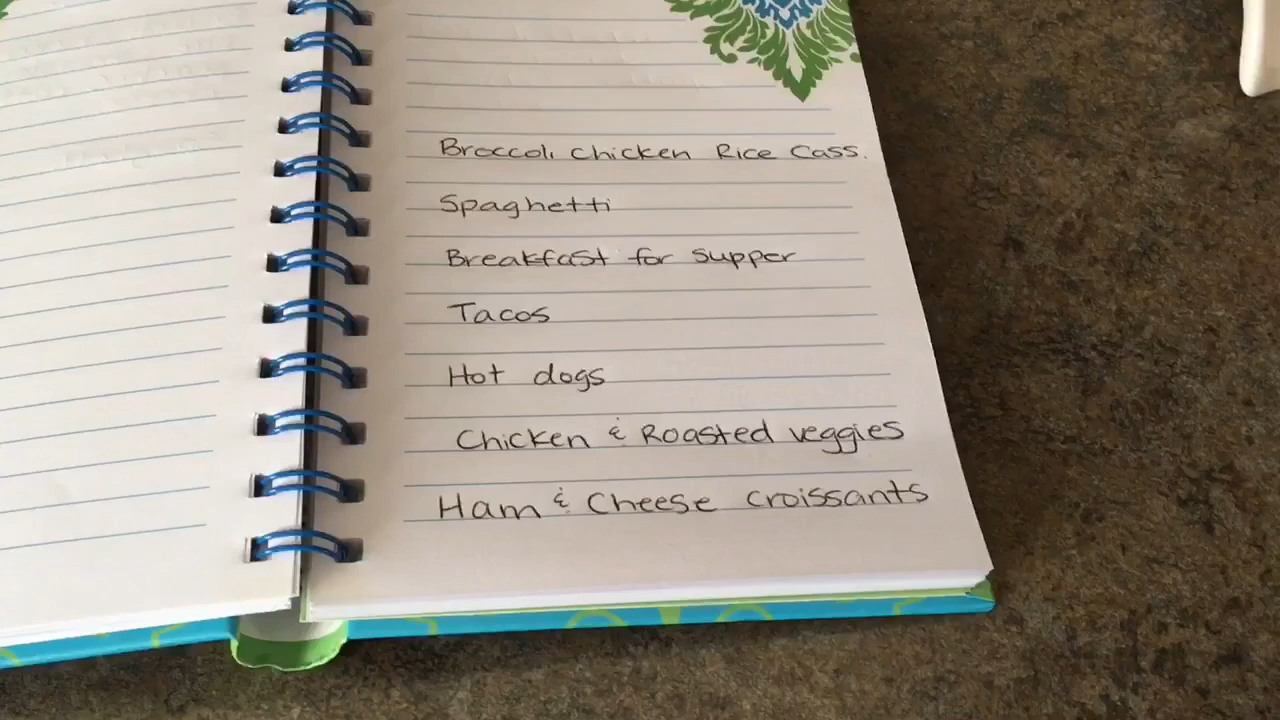 Broccoli Chicken Rice Cass.
Spaghetti
Breakfast for supper
Tacos
Hot dogs
Chicken & Roasted veggies
Ham & Cheese Croissants